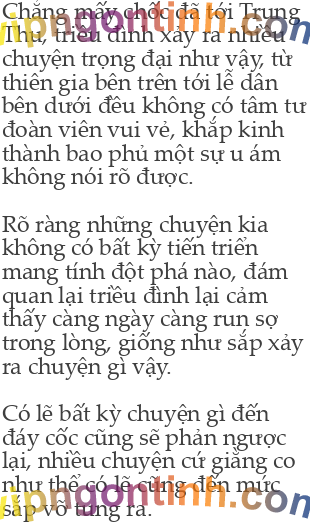 Chẳng mấy chốc đã tới Trung
Thu, triều đình xảy ra nhiều
chuyện trọng đại như vậy, từ
thiên gia bên trên tới lê dân
bên dưới đều không có tâm tư
đoàn viên vui vẻ, khắp kinh
thành bao phủ một sự u ám
không nói rõ được.
Rõ ràng những chuyện kia
không có bất kỳ tiến triển
mang tính đột phá nào, đám
quan lại triều đình lại cảm
thấy càng ngày càng run sợ
trong lòng, giống như sắp xảy
ra chuyện gì vậy.
Có lẽ bất kỳ chuyện gì đến
đáy cốc cũng sẽ phản ngược
lại, nhiều chuyện cứ giằng co
như thế có lẽ cũng đến mức
sắp vỡ tung ra.
vipngontinh.com
vipngontinh.com